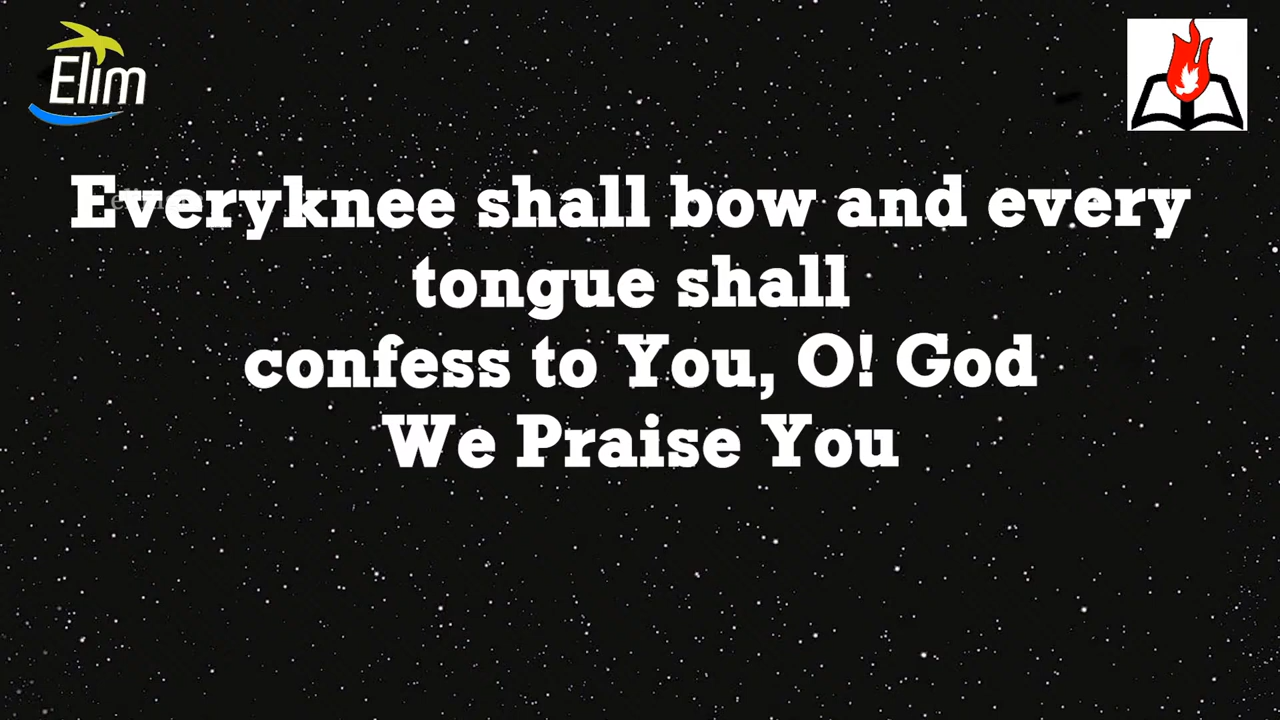 Elim
Everyknee shall bow and every
tongue shall
confess to You, O! God
We Praise You